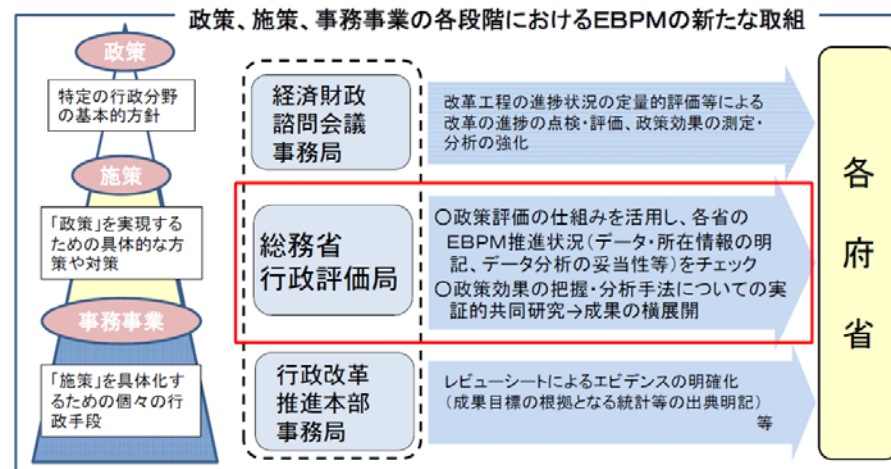 政策、施策、事務事業の各段階におけるEBPMの新たな取組
政策
特定の行政分野
の基本的方針
施策
「政策」を実現する
ための具体的な方
策や対策
事務事業
「施策」を具体化す
るための個々の行
政手段
経済財政
諮問会議
事務局
改革工程の進捗状況の定量的評価等による
改革の進捗の点検・評価、政策効果の測定・
分析の強化
総務省
行政評価局
○政策評価の仕組みを活用し、各省の
EBPM推進状況(データ・所在情報の明
記、データ分析の妥当性等)をチェック
○政策効果の把握・分析手法についての実
証的共同研究→成果の横展開
行政改革
推進本部
事務局
レビューシートによるエビデンスの明確化
(成果目標の根拠となる統計等の出典明記)
等
各府省